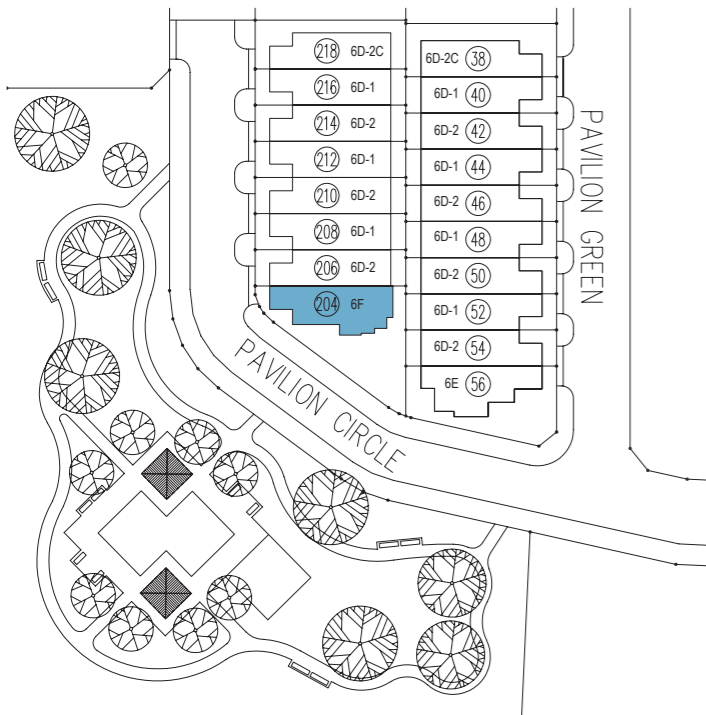 218 6D-2C
216 6D-1
214 6D-2
212 6D-1
210 6D-2
208 6D-1
206 6D-2
204 6F
6D-2C 38
6D-1 40
6D-2 42
6D-1 44
6D-2 46
6D-1 48
6D-2 50
6D-1 52
6D-2 54
6E 56
PAVILION GREEN
PAVILION CIRCLE